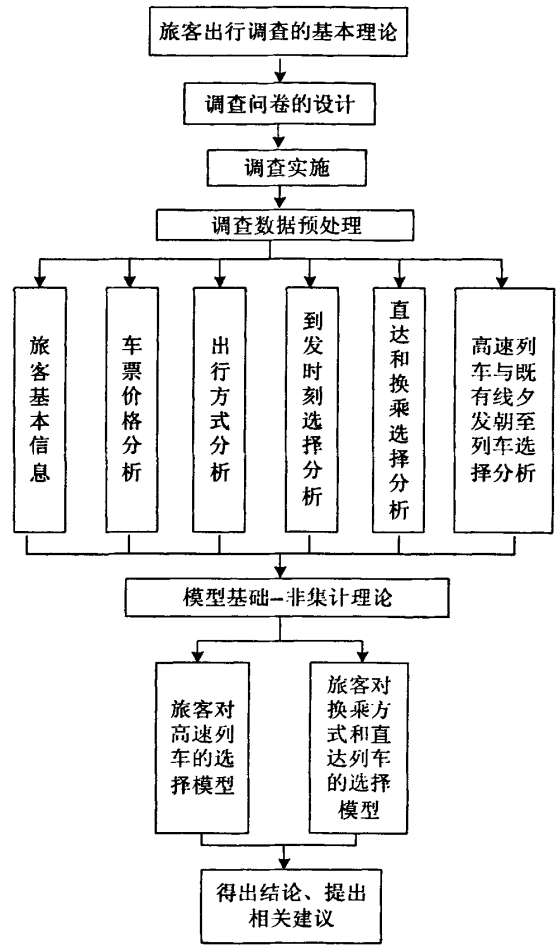 旅客出行调查的基本理论
调查问卷的设计
调查实施
调查数据预处理
旅客基本信息
车票价格分析
出行方式分析
到发时刻选择分析
直达和换乘选择分析
高速列
车与既
有线夕
发朝至
列车选
择分析
模型基础-非集计理论
旅客对
高速列
车的选
择模型
旅客对
换乘方
式和直
达列车
的选择
模型
得出结论、提出
相关建议